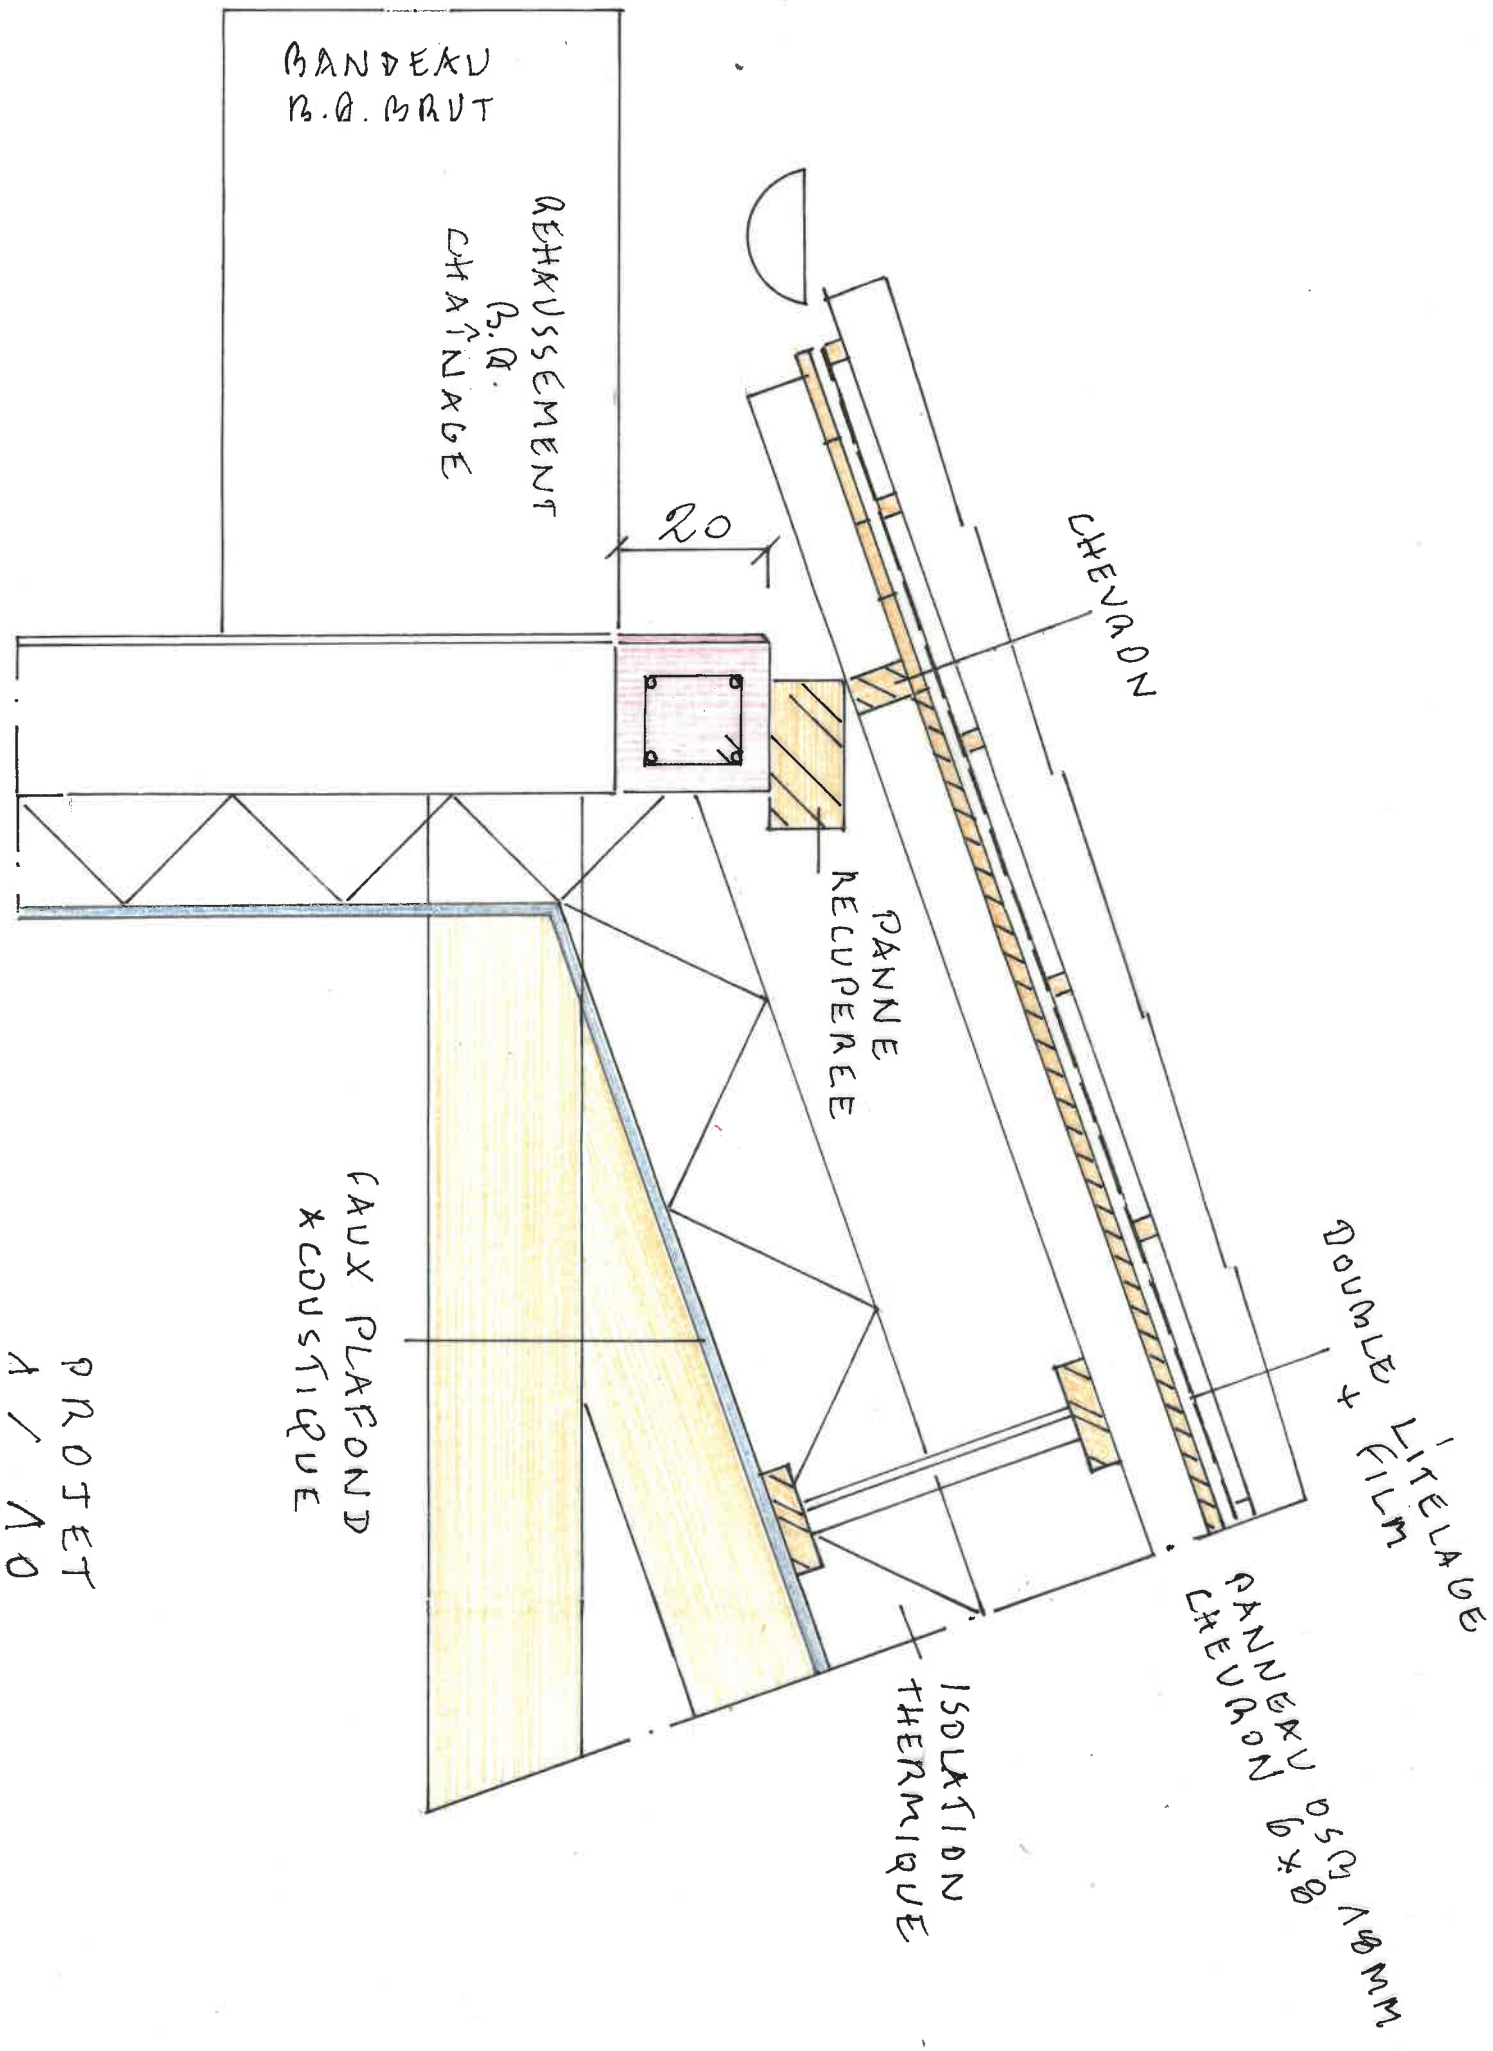 BANDEAU
B.A. BRUT
REHAUSSEMENT
B.A.
CHAÎNAGE
20
CHEVRON
PANNE
RECUPEREE
DOUBLE LITELAGE
+ FILM
PANNEAU OSB 18MM
CHEVRON 6x8
ISOLATION
THERMIQUE
FAUX PLAFOND
ACOUSTIQUE
PROJET
1/10